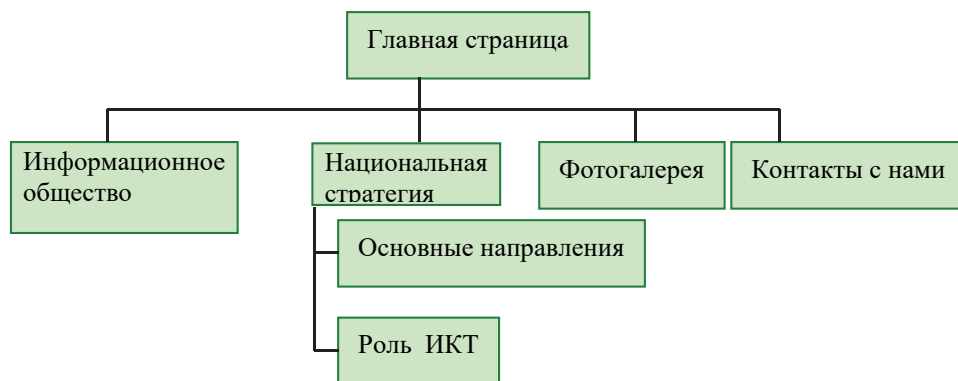 Главная страница
Информационное
общество
Национальная
стратегия
Фотогалерея
Контакты с нами
Основные направления
Роль ИКТ